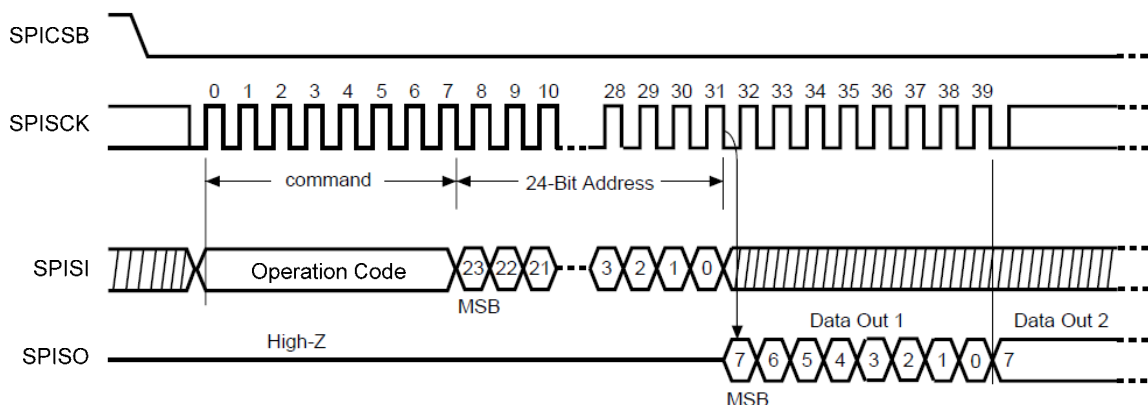 SPICSB
0 1 2 3 4 5 6 7 8 9 10 28 29 30 31 32 33 34 35 36 37 38 39
SPISCK
command 24-Bit Address
SPISI Operation Code 23 22 21 3 2 1 0
MSB
High-Z Data Out 1 Data Out 2
SPISO 7 6 5 4 3 2 1 0 7
MSB